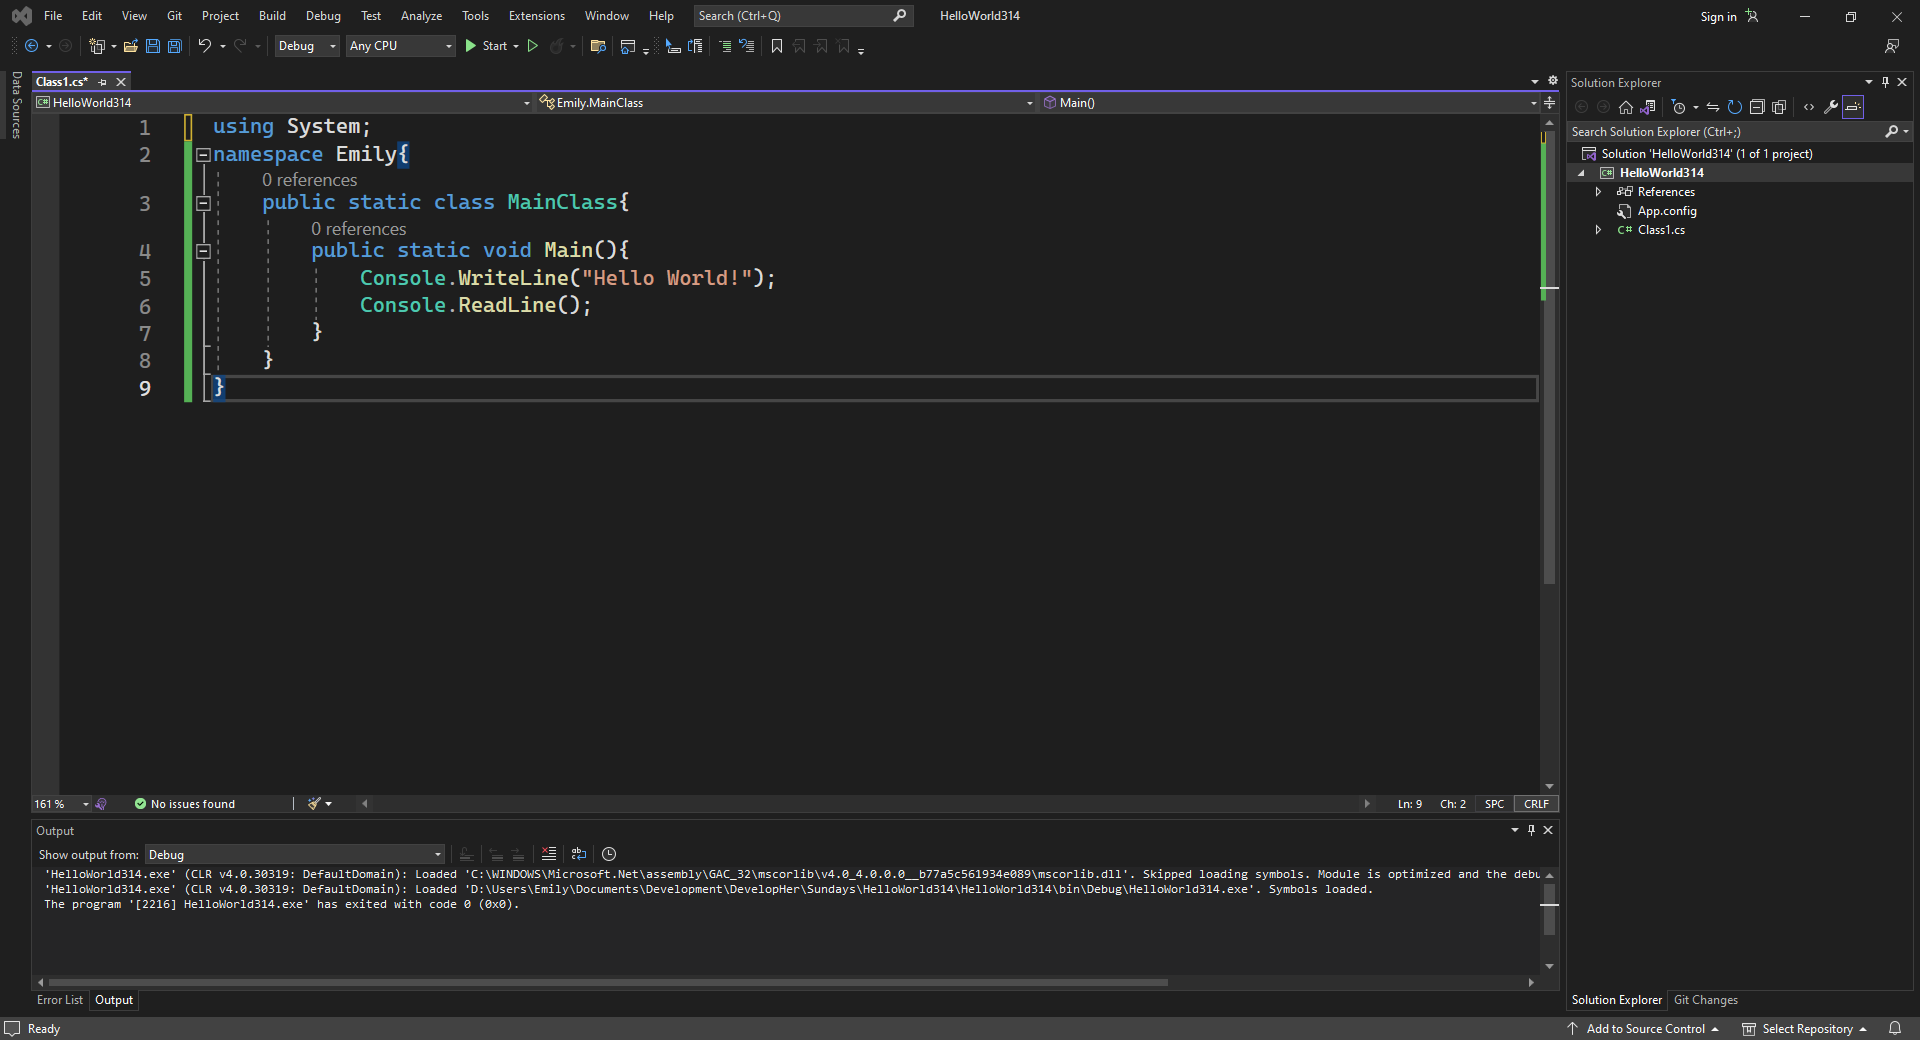 File Edit View Git Project Build Debug Test Analyze Tools Extensions Window Help Search (Ctrl+Q) HelloWorld314 Sign in
Debug Any CPU Start
Data Sources
Class1.cs*
HelloWorld314 Emily.MainClass Main()
1 using System;
2 namespace Emily{
0 references
3 public static class MainClass{
0 references
4 public static void Main(){
5 Console.WriteLine("Hello World!");
6 Console.ReadLine();
7 }
8 }
9 }
161 % No issues found Ln: 9 Ch: 2 SPC CRLF
Output
Show output from: Debug
'HelloWorld314.exe' (CLR v4.0.30319: DefaultDomain): Loaded 'C:\WINDOWS\Microsoft.Net\assembly\GAC_32\mscorlib\v4.0_4.0.0.0__b77a5c561934e089\mscorlib.dll'. Skipped loading symbols. Module is optimized and the debu
'HelloWorld314.exe' (CLR v4.0.30319: DefaultDomain): Loaded 'D:\Users\Emily\Documents\Development\DevelopHer\Sundays\HelloWorld314\HelloWorld314\bin\Debug\HelloWorld314.exe'. Symbols loaded.
The program '[2216] HelloWorld314.exe' has exited with code 0 (0x0).
Error List Output
Solution Explorer
Search Solution Explorer (Ctrl+;)
Solution 'HelloWorld314' (1 of 1 project)
C# HelloWorld314
References
App.config
C# Class1.cs
Solution Explorer Git Changes
Ready Add to Source Control Select Repository